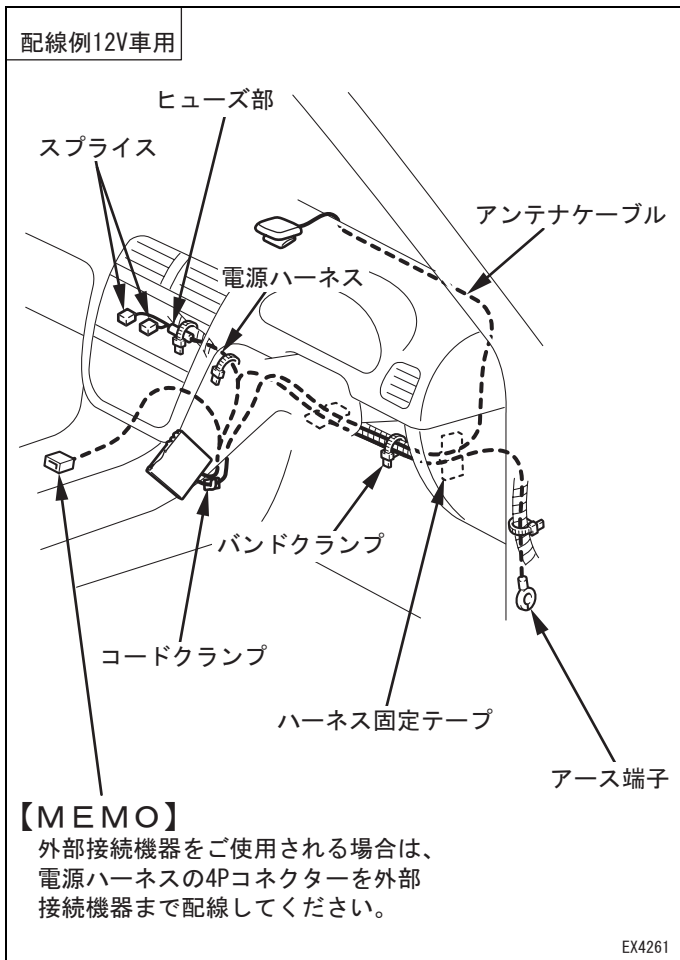 配線例12V車用
ヒューズ部
スプライス
アンテナケーブル
電源ハーネス
バンドクランプ
コードクランプ
ハーネス固定テープ
アース端子
【MEMO】
外部接続機器をご使用される場合は、
電源ハーネスの4Pコネクターを外部
接続機器まで配線してください。
EX4261